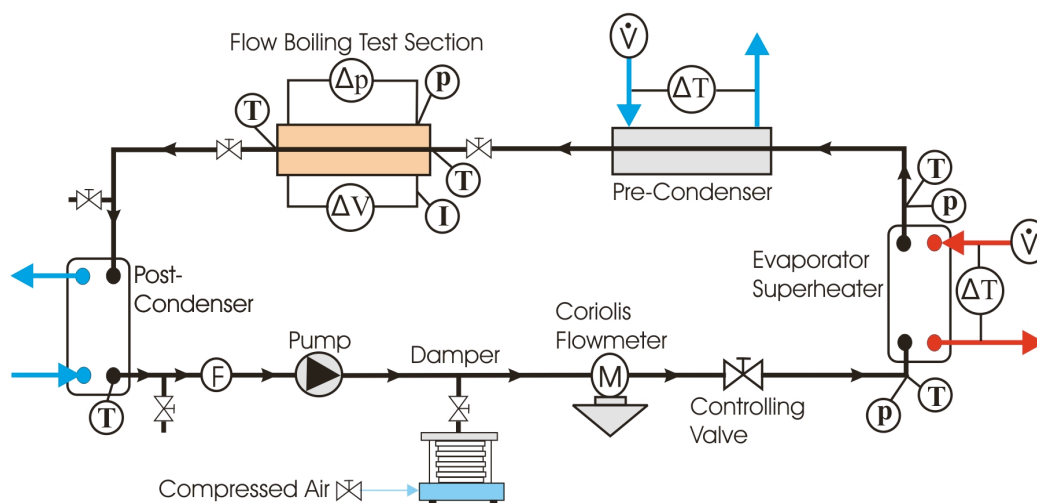 Flow Boiling Test Section
V̇
Δp
p
ΔT
T
T
Pre-Condenser
T
p
ΔV
I
Evaporator
Superheater
V̇
ΔT
Post-
Condenser
Coriolis
Flowmeter
Pump
Damper
T
F
M
Controlling
Valve
p
T
Compressed Air